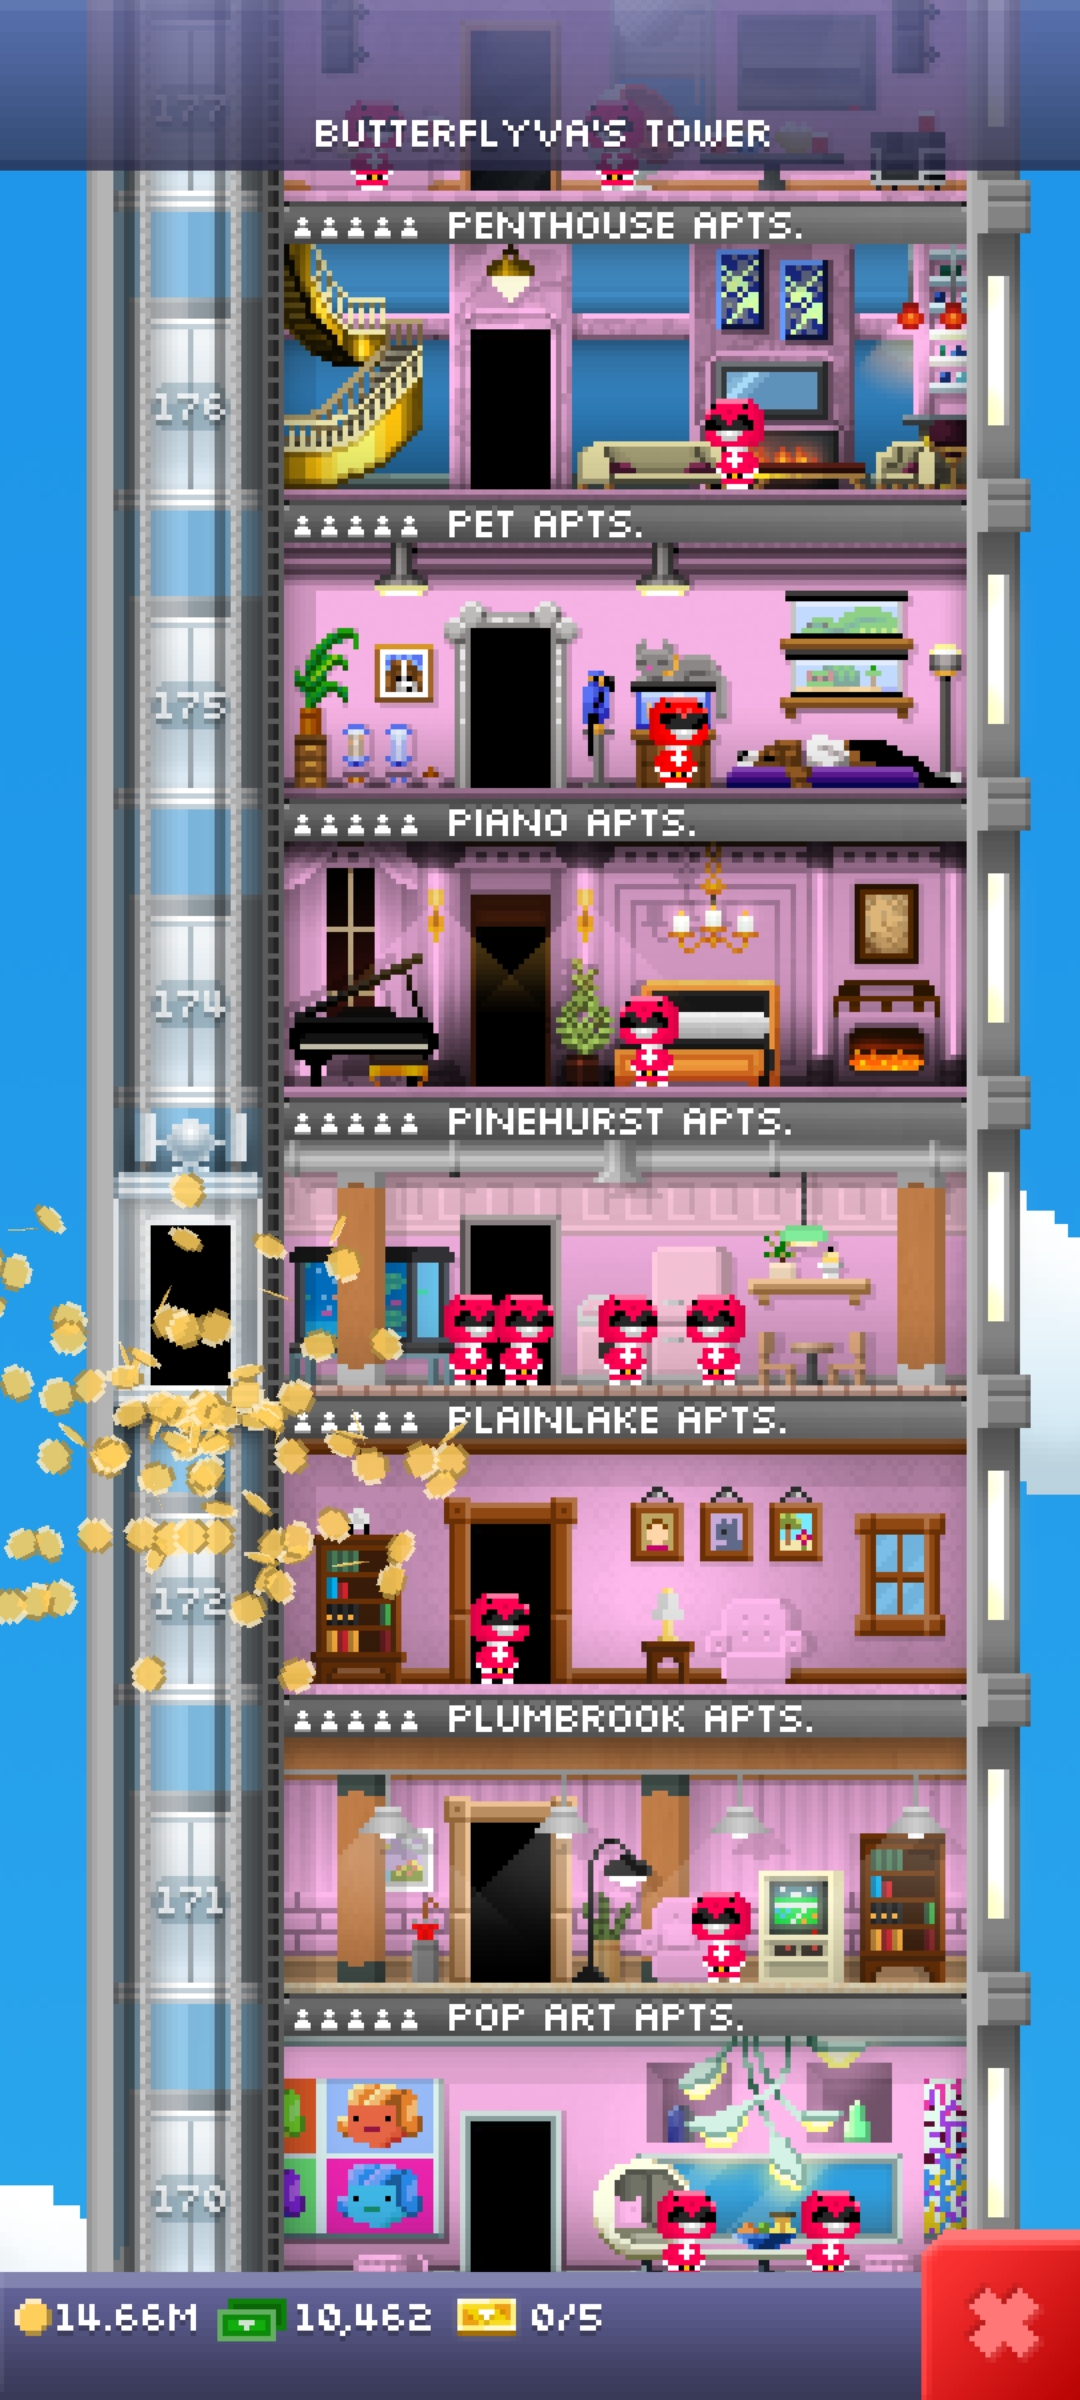 177
BUTTERFLYVA'S TOWER
PENTHOUSE APTS.
176
PET APTS.
175
PIANO APTS.
174
PINEHURST APTS.
PLAINLAKE APTS.
172
PLUMBROOK APTS.
171
POP ART APTS.
170
14.66M 10,462 0/5